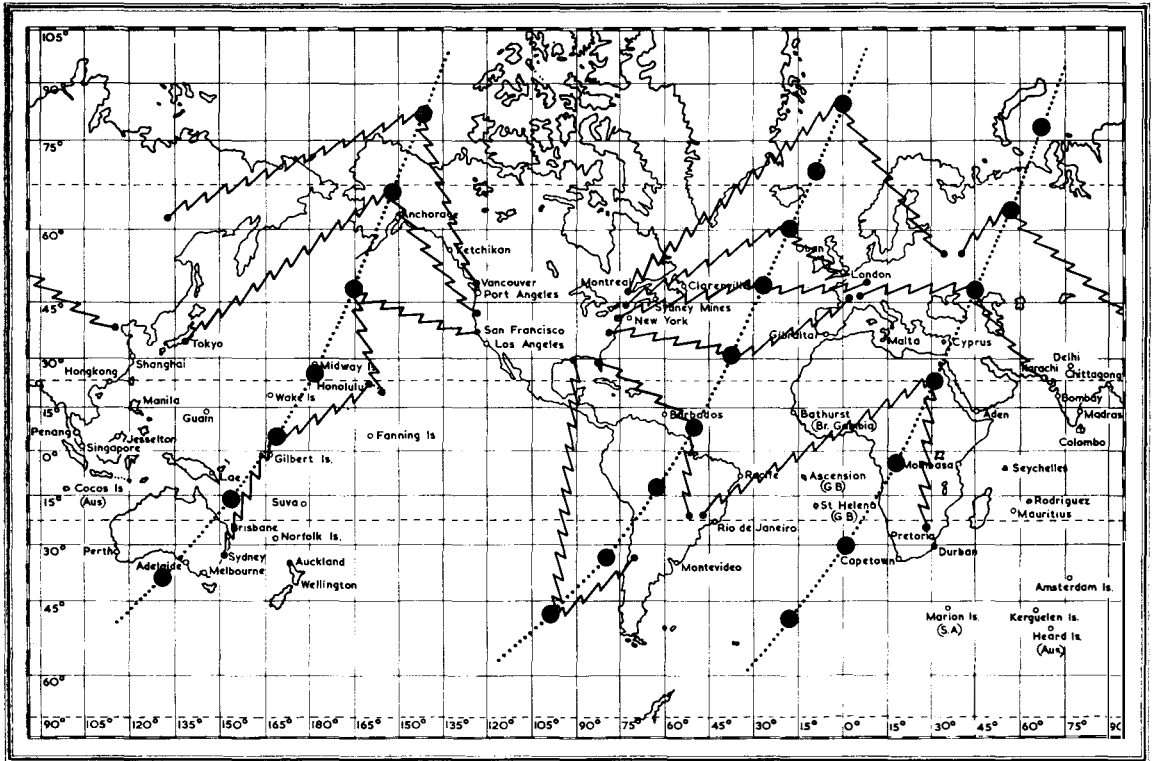 105°
90°
75°
60°
45°
30°
15°
0°
15°
30°
45°
60°
90°
105°
120°
135°
150°
165°
180°
165°
150°
135°
120°
105°
90°
75°
60°
45°
30°
15°
0°
15°
30°
45°
60°
75°
90
Anchorage
Ketchikan
Vancouver
Port Angeles
San Francisco
Los Angeles
Tokyo
Shanghai
Hongkong
Manila
Guam
Penang
Jesselton
Singapore
Midway I.
Honolulu
Wake Is
Fanning Is.
Gilbert Is.
Cocos Is
(Aus)
Lae
Suva
Brisbane
Norfolk Is.
Perth
Sydney
Adelaide
Melbourne
Auckland
Wellington
Montreal
Clarenville
Sydney Mines
New York
Oban
London
Gibraltar
Malta
Cyprus
Delhi
Karachi
Chittagong
Bombay
Madras
Colombo
Aden
Barbados
Bathurst
(Br. Gambia)
Recife
Ascension
(G B)
St Helena
(G B)
Mombasa
Seychelles
Rodriguez
Mauritius
Rio de Janeiro
Montevideo
Pretoria
Durban
Capetown
Amsterdam Is.
Marion Is.
(S.A)
Kerguelen Is.
Heard Is.
(Aus)